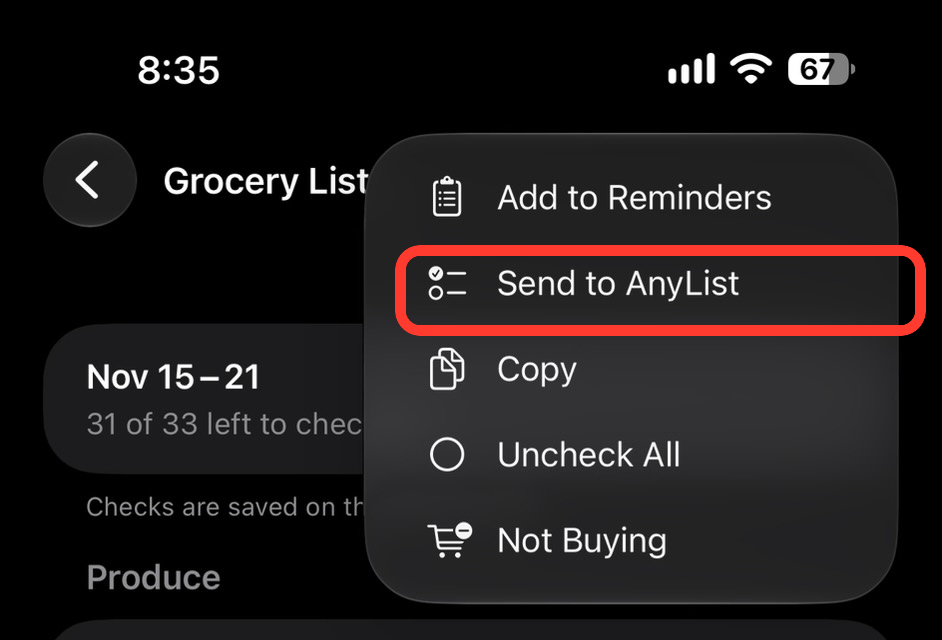 8:35
67
Grocery List
Add to Reminders
Send to AnyList
Copy
Uncheck All
Not Buying
Nov 15–21
31 of 33 left to chec
Checks are saved on th
Produce